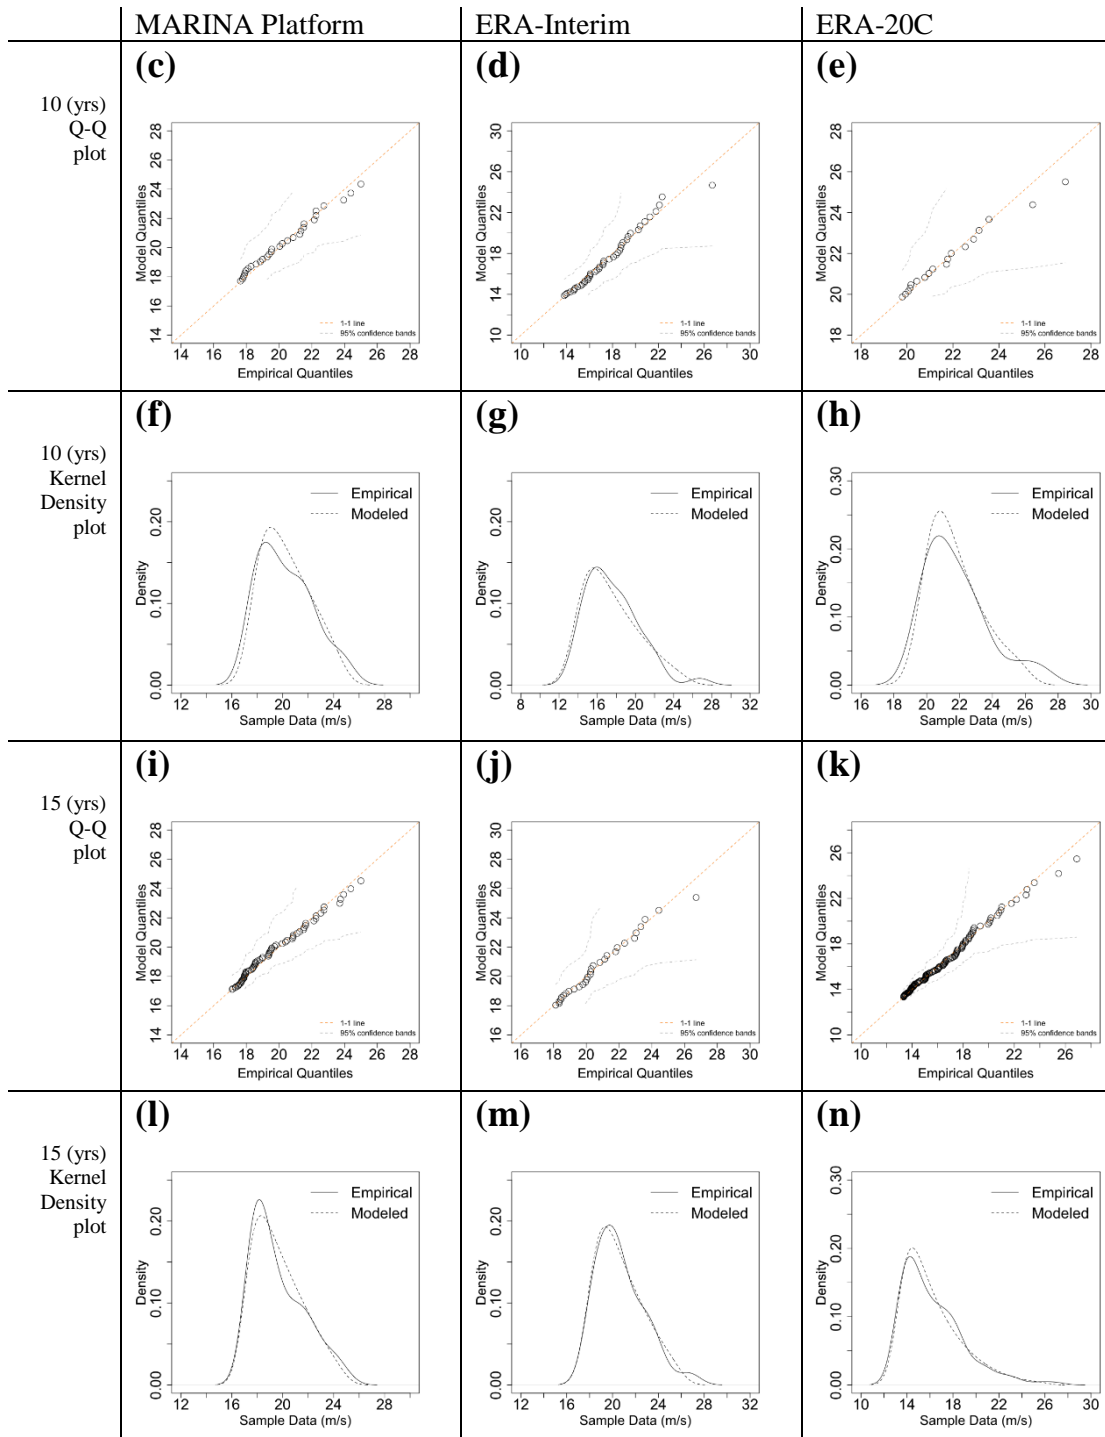 MARINA Platform ERA-Interim ERA-20C
(c) (d) (e)
10 (yrs)
Q-Q
plot
Model Quantiles
14 16 18 20 22 24 26 28
14 16 18 20 22 24 26 28
Empirical Quantiles
1-1 line
95% confidence bands
Model Quantiles
10 14 18 22 26 30
10 14 18 22 26 30
Empirical Quantiles
1-1 line
95% confidence bands
Model Quantiles
18 20 22 24 26 28
18 20 22 24 26 28
Empirical Quantiles
1-1 line
95% confidence bands
(f) (g) (h)
10 (yrs)
Kernel
Density
plot
Density
0.00 0.10 0.20
Empirical
Modeled
12 16 20 24 28
Sample Data (m/s)
Density
0.00 0.10 0.20
Empirical
Modeled
8 12 16 20 24 28 32
Sample Data (m/s)
Density
0.00 0.10 0.20 0.30
Empirical
Modeled
16 18 20 22 24 26 28 30
Sample Data (m/s)
(i) (j) (k)
15 (yrs)
Q-Q
plot
Model Quantiles
14 16 18 20 22 24 26 28
14 16 18 20 22 24 26 28
Empirical Quantiles
1-1 line
95% confidence bands
Model Quantiles
16 18 20 22 24 26 28 30
16 18 20 22 24 26 28 30
Empirical Quantiles
1-1 line
95% confidence bands
Model Quantiles
10 14 18 22 26
10 14 18 22 26
Empirical Quantiles
1-1 line
95% confidence bands
(l) (m) (n)
15 (yrs)
Kernel
Density
plot
Density
0.00 0.10 0.20
Empirical
Modeled
12 16 20 24 28
Sample Data (m/s)
Density
0.00 0.10 0.20
Empirical
Modeled
12 16 20 24 28 32
Sample Data (m/s)
Density
0.00 0.10 0.20 0.30
Empirical
Modeled
10 14 18 22 26 30
Sample Data (m/s)